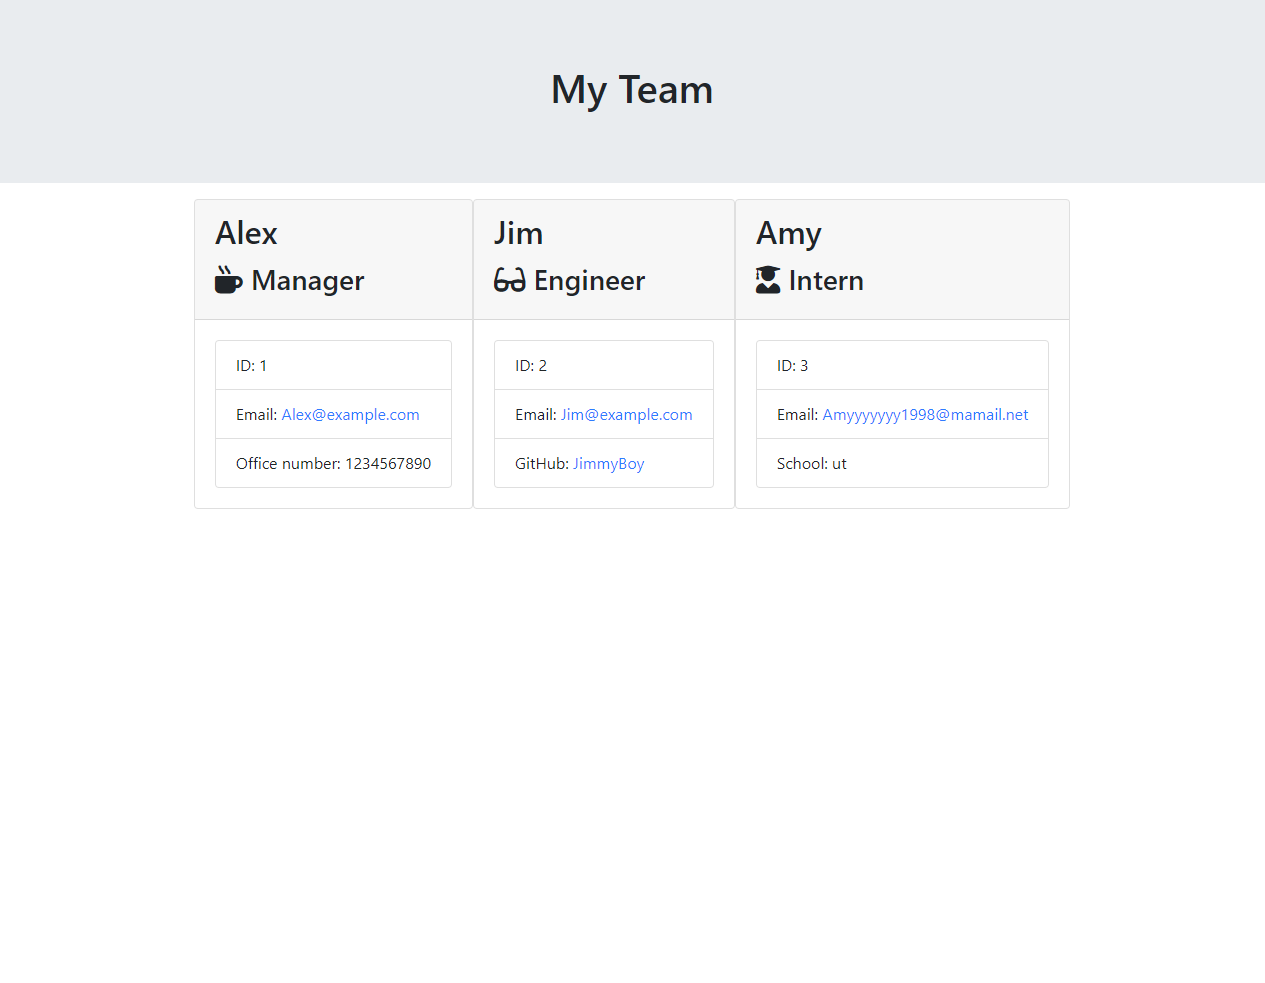 My Team
Alex
Manager
ID: 1
Email: Alex@example.com
Office number: 1234567890
Jim
Engineer
ID: 2
Email: Jim@example.com
GitHub: JimmyBoy
Amy
Intern
ID: 3
Email: Amyyyyyyy1998@mamail.net
School: ut